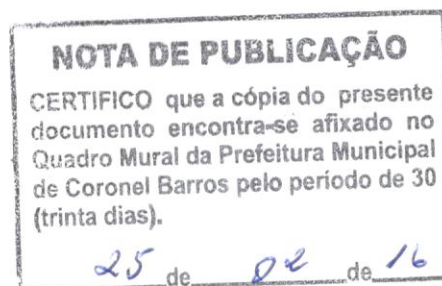 NOTA DE PUBLICAÇÃO
CERTIFICO que a cópia do presente
documento encontra-se afixado no
Quadro Mural da Prefeitura Municipal
de Coronel Barros pelo período de 30
(trinta dias).
25 de 02 de 16